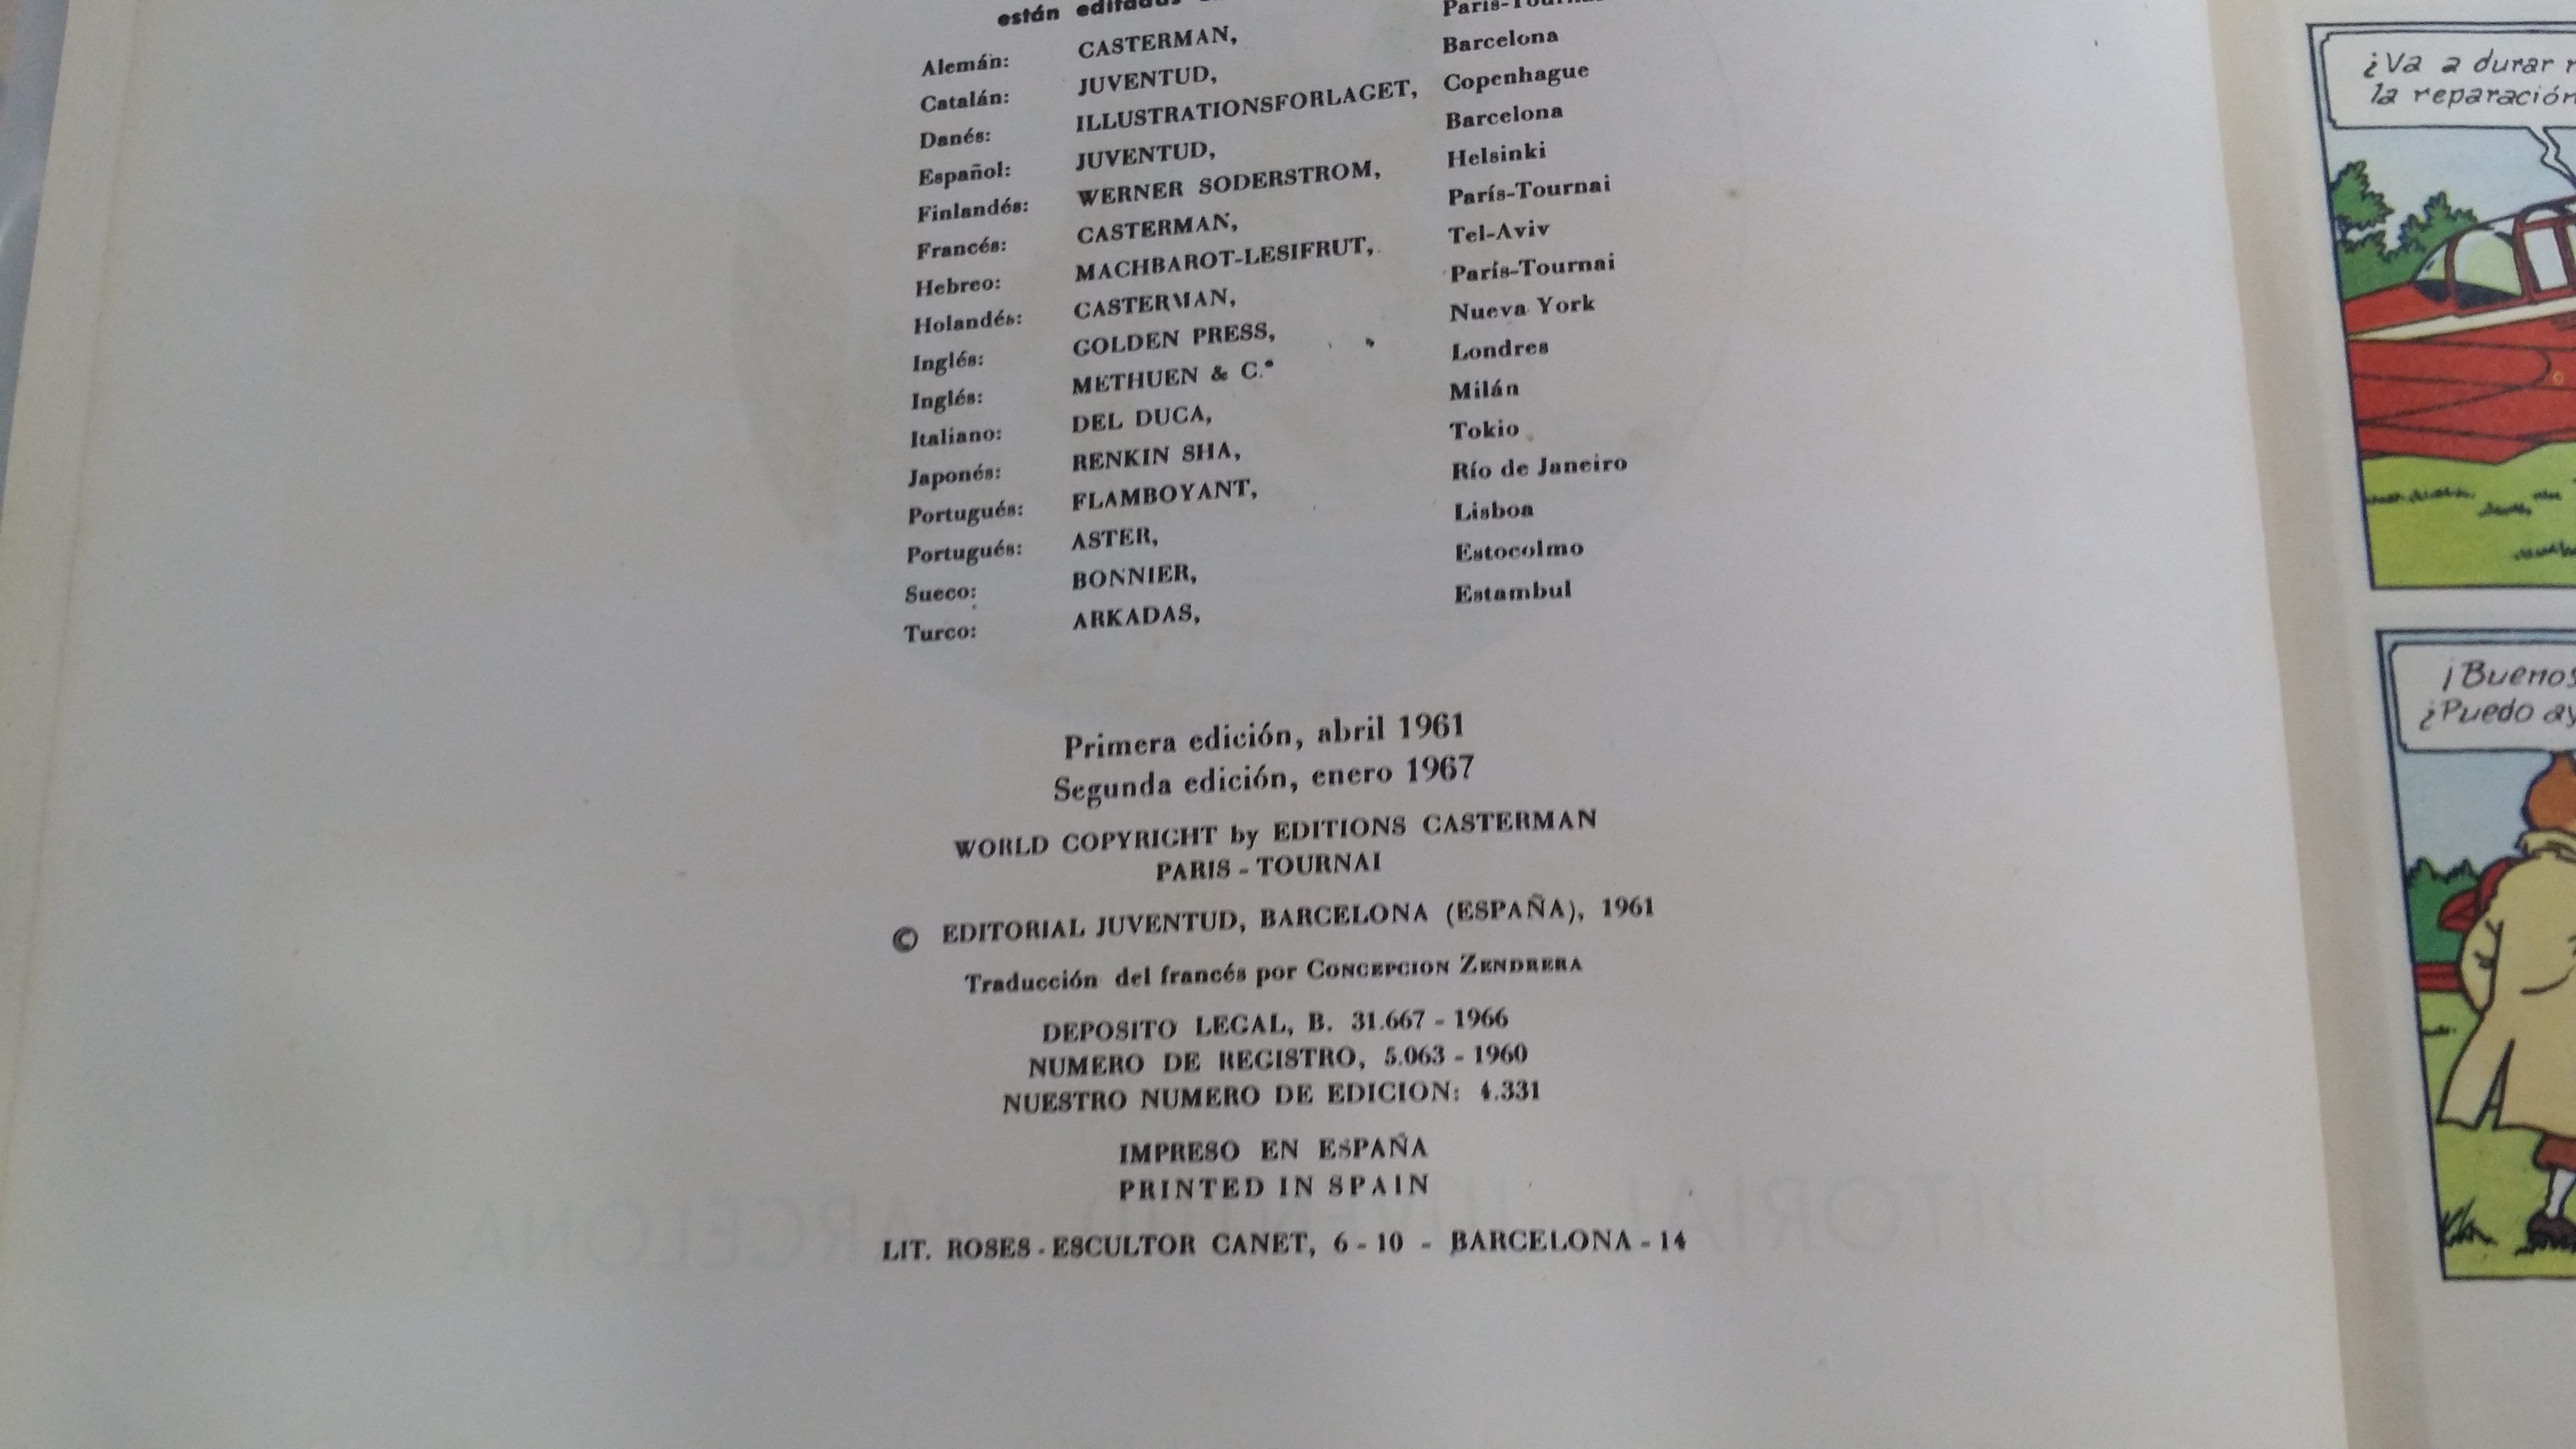 están editadas
Alemán: CASTERMAN, París-Tournai
Catalán: JUVENTUD, Barcelona
Danés: ILLUSTRATIONSFORLAGET, Copenhague
Español: JUVENTUD, Barcelona
Finlandés: WERNER SODERSTROM, Helsinki
Francés: CASTERMAN, París-Tournai
Hebreo: MACHBAROT-LESIFRUT, Tel-Aviv
Holandés: CASTERMAN, París-Tournai
Inglés: GOLDEN PRESS, Nueva York
Inglés: METHUEN & C.ª Londres
Italiano: DEL DUCA, Milán
Japonés: RENKIN SHA, Tokio
Portugués: FLAMBOYANT, Río de Janeiro
Portugués: ASTER, Lisboa
Sueco: BONNIER, Estocolmo
Turco: ARKADAS, Estambul
Primera edición, abril 1961
Segunda edición, enero 1967
WORLD COPYRIGHT by EDITIONS CASTERMAN
PARIS - TOURNAI
© EDITORIAL JUVENTUD, BARCELONA (ESPAÑA), 1961
Traducción del francés por CONCEPCION ZENDRERA
DEPOSITO LEGAL, B. 31.667 - 1966
NUMERO DE REGISTRO, 5.063 - 1960
NUESTRO NUMERO DE EDICION: 4.331
IMPRESO EN ESPAÑA
PRINTED IN SPAIN
LIT. ROSES - ESCULTOR CANET, 6 - 10 - BARCELONA - 14
¿Va a durar
la reparación
¡Buenos
¿Puedo